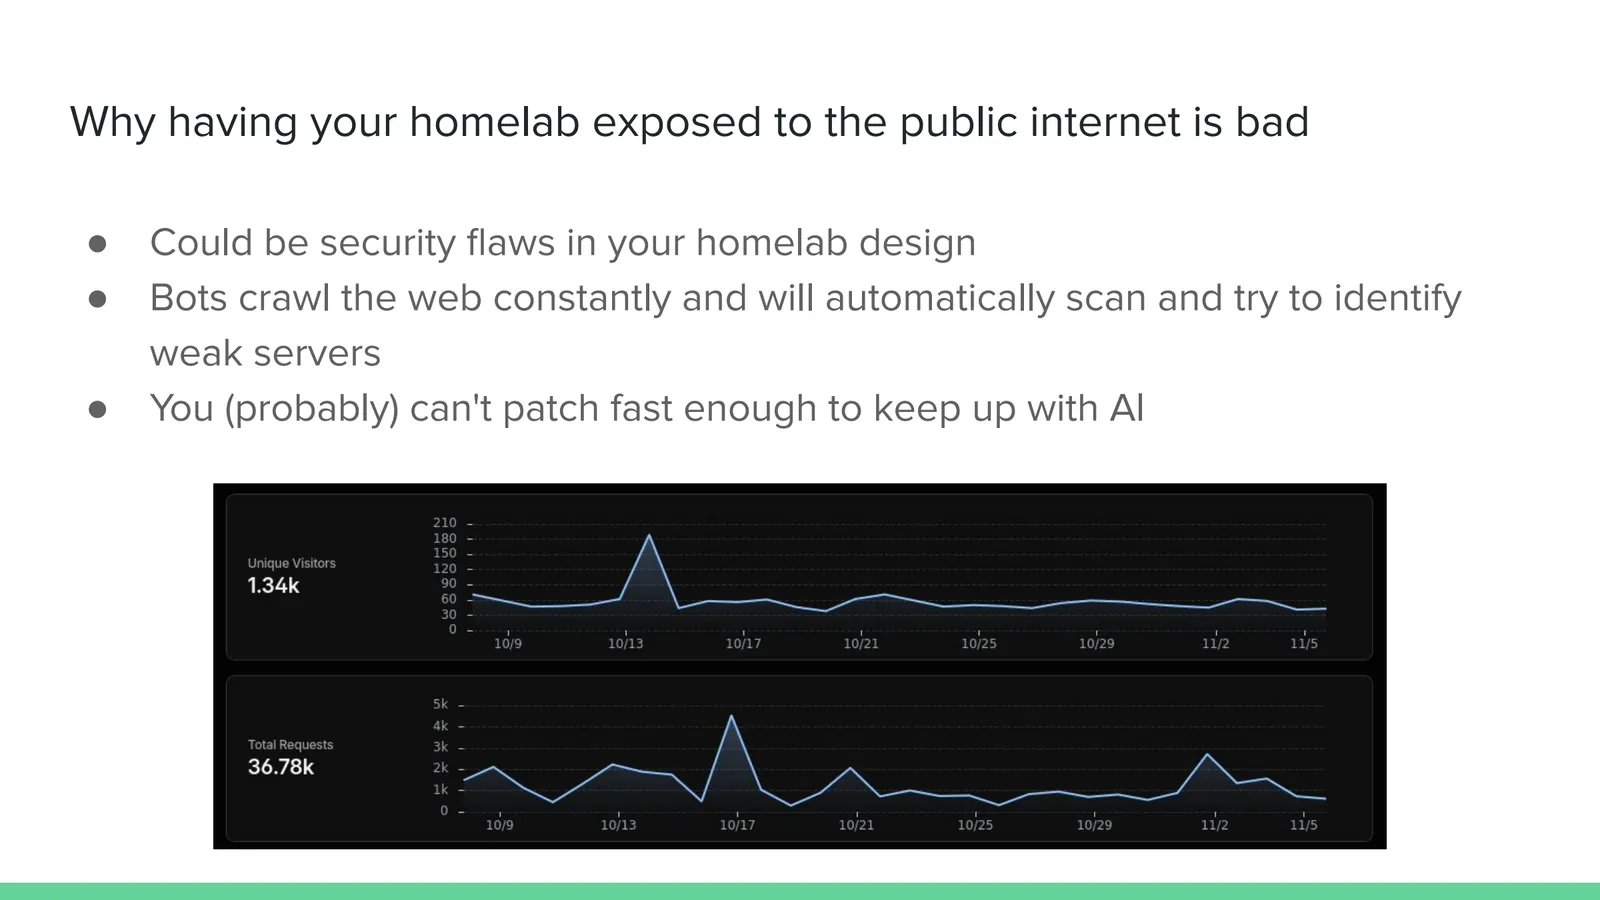 Why having your homelab exposed to the public internet is bad
● Could be security flaws in your homelab design
● Bots crawl the web constantly and will automatically scan and try to identify
weak servers
● You (probably) can't patch fast enough to keep up with AI
Unique Visitors
1.34k
210
180
150
120
90
60
30
0
10/9 10/13 10/17 10/21 10/25 10/29 11/2 11/5
Total Requests
36.78k
5k
4k
3k
2k
1k
0
10/9 10/13 10/17 10/21 10/25 10/29 11/2 11/5